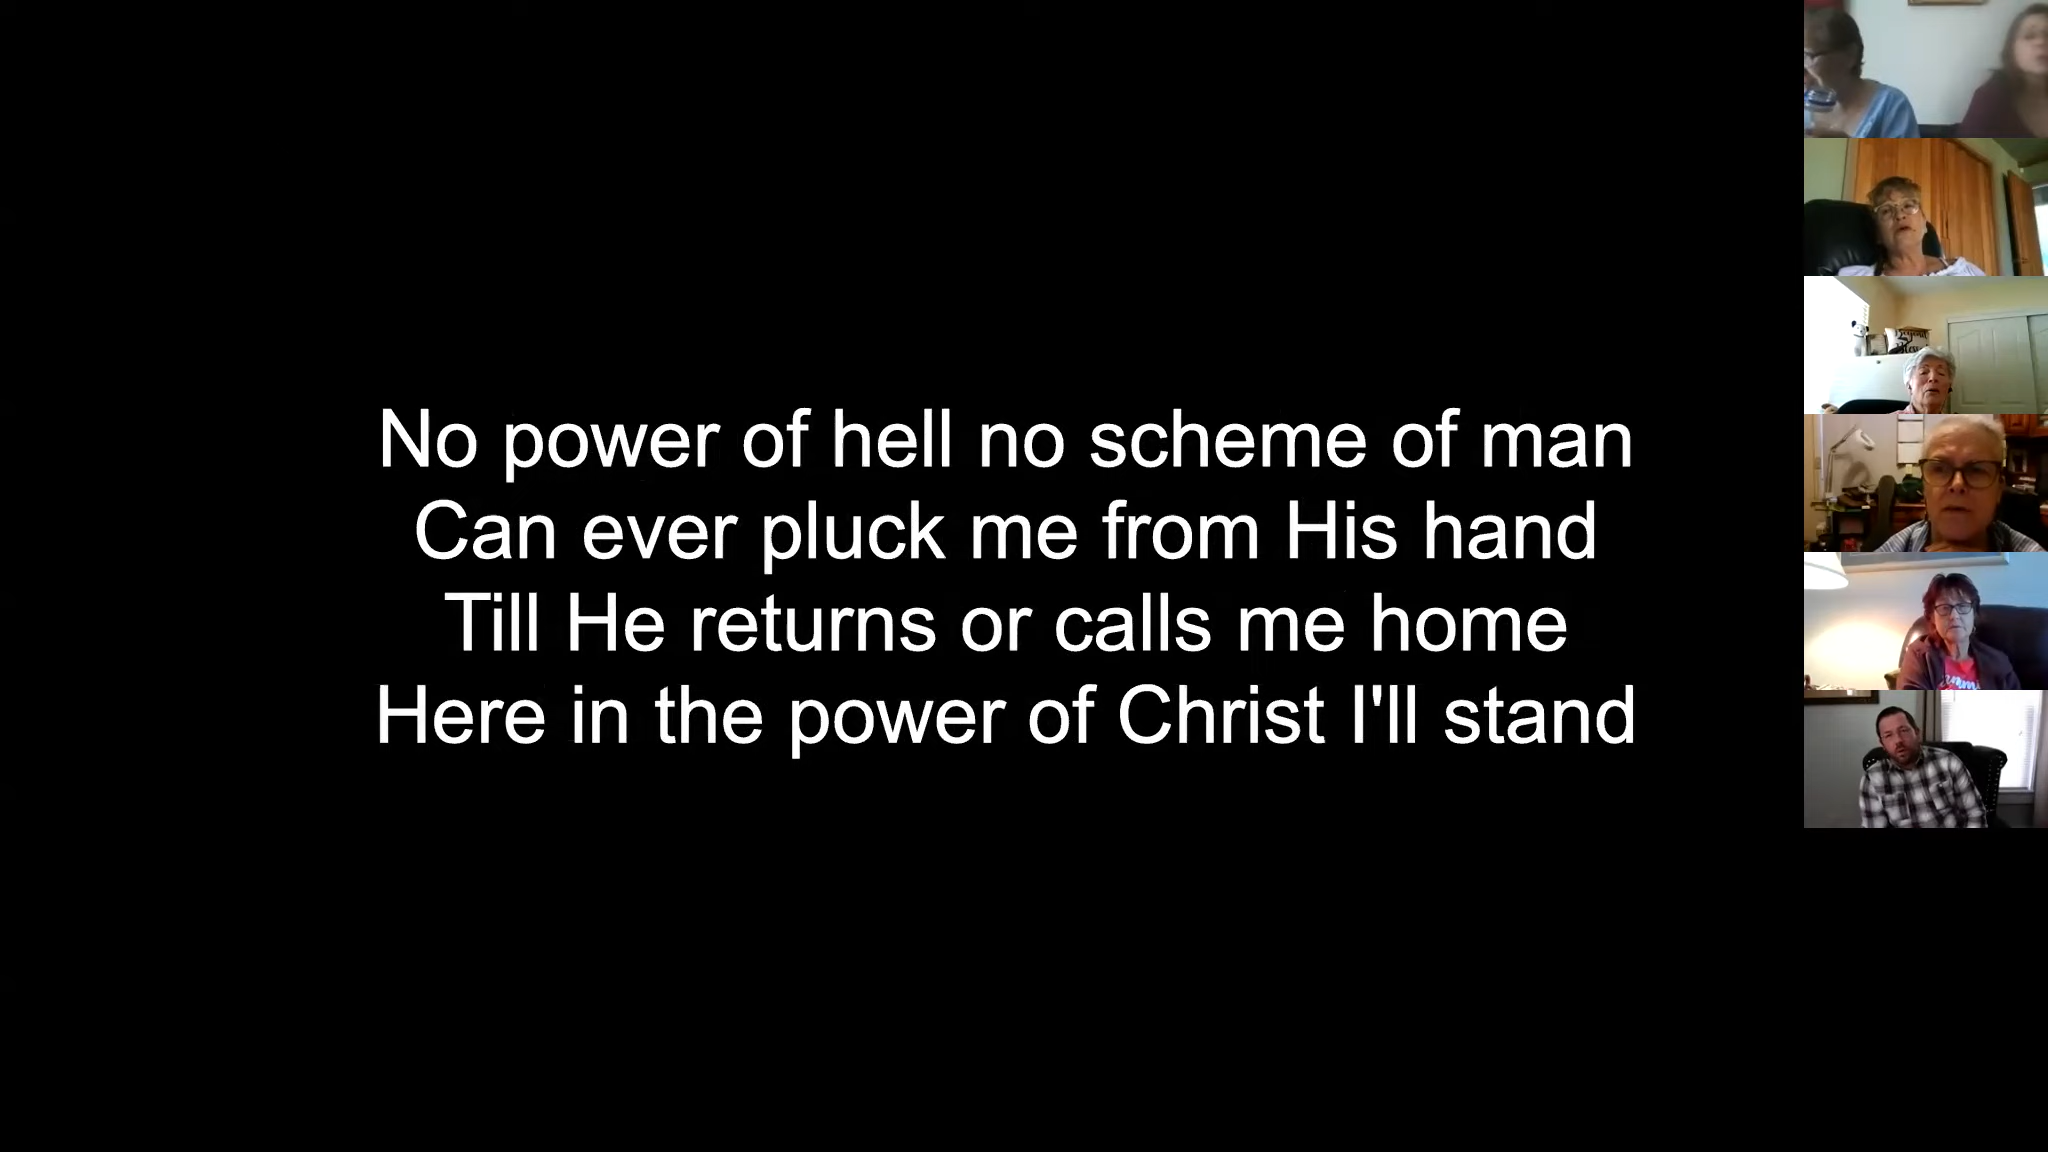 No power of hell no scheme of man
Can ever pluck me from His hand
Till He returns or calls me home
Here in the power of Christ I'll stand